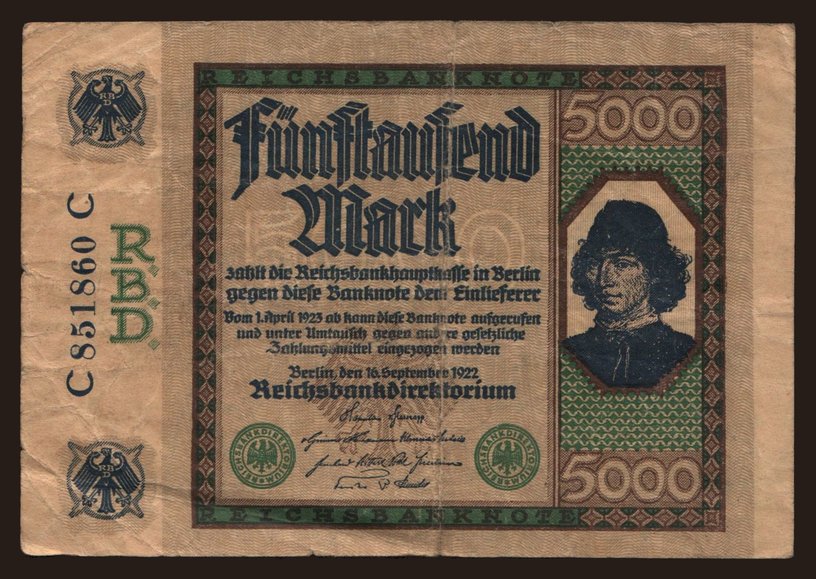 REICHSBANKNOTE
RBD
5000
Fünftausend
Mark
zahlt die Reichsbankhauptkasse in Berlin
gegen diese Banknote dem Einlieferer
Vom 1. April 1923 ab kann diese Banknote aufgerufen
und unter Umtausch gegen andere gesetzliche
Zahlungsmittel eingezogen werden
Berlin, den 16. September 1922
Reichsbankdirektorium
C 851860 C
R.B.D.
RBD
5000
REICHSBANKNOTE